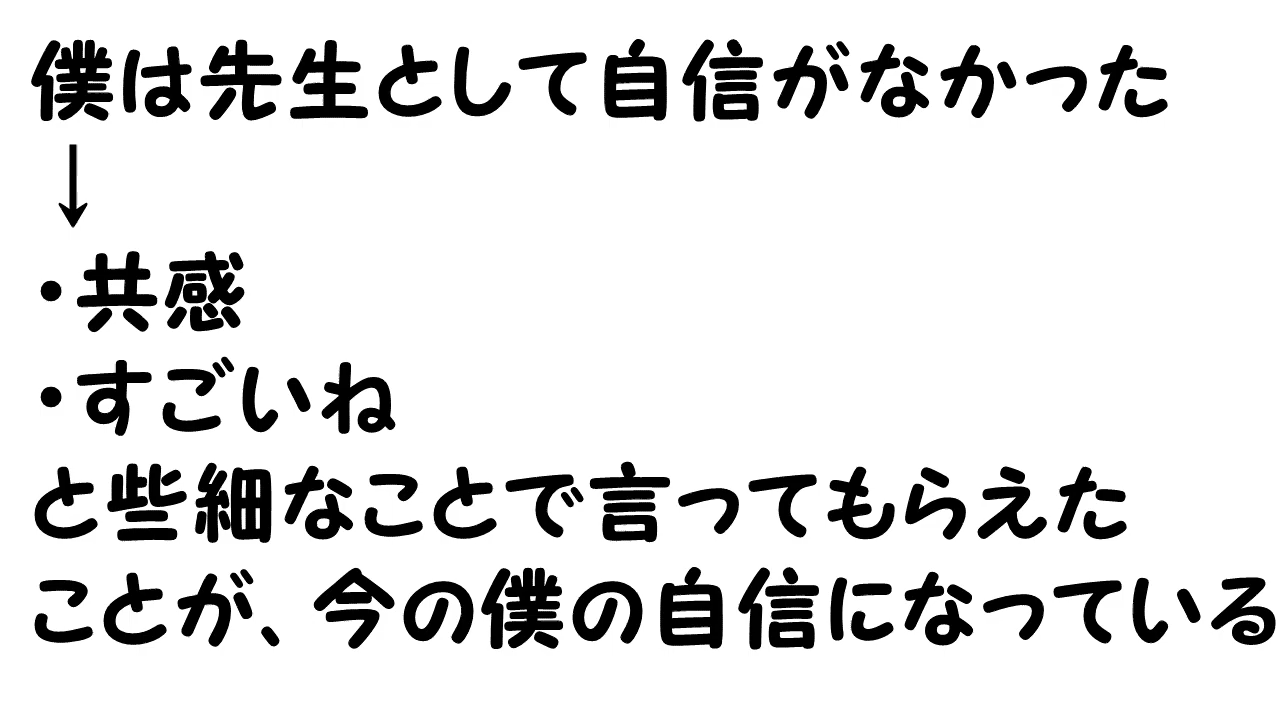 僕は先生として自信がなかった
↓
・共感
・すごいね
と些細なことで言ってもらえた
ことが、今の僕の自信になっている